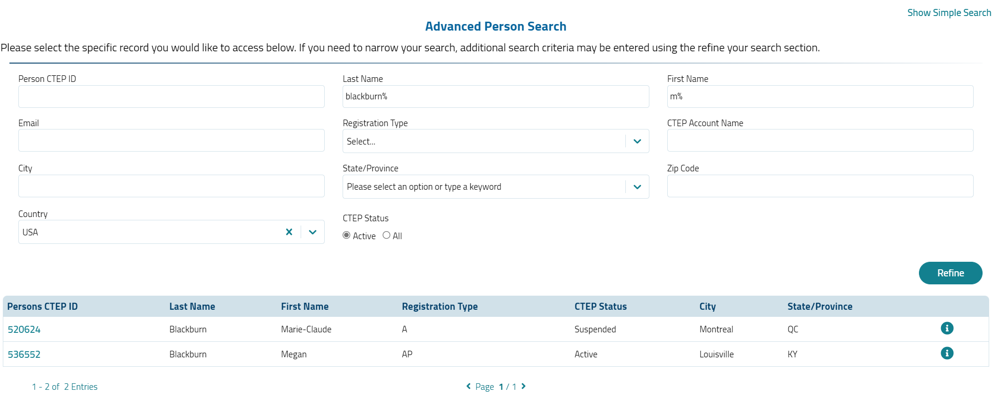 Show Simple Search
Advanced Person Search
Please select the specific record you would like to access below. If you need to narrow your search, additional search criteria may be entered using the refine your search section.
Person CTEP ID Last Name First Name
blackburn% m%
Email Registration Type CTEP Account Name
Select...
City State/Province Zip Code
Please select an option or type a keyword
Country CTEP Status
USA Active All
Refine
Persons CTEP ID Last Name First Name Registration Type CTEP Status City State/Province
520624 Blackburn Marie-Claude A Suspended Montreal QC
536552 Blackburn Megan AP Active Louisville KY
1 - 2 of 2 Entries Page 1 / 1